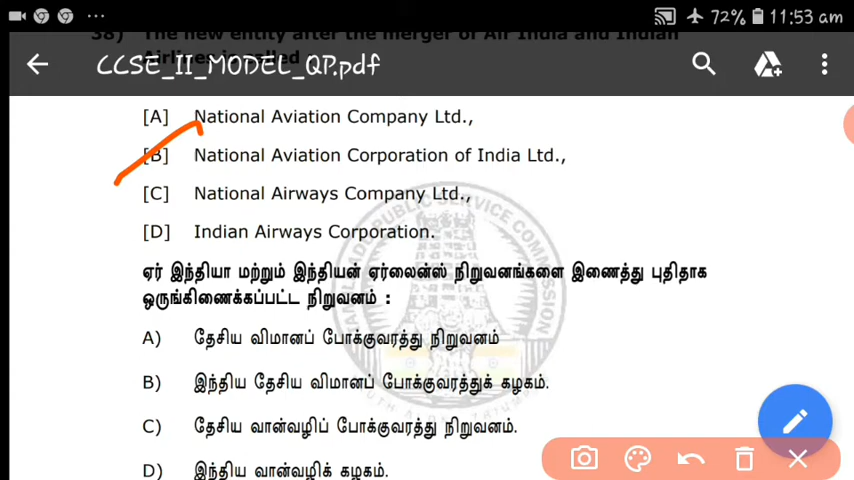 72% 11:53 am
38) The new entity after the merger of Air India and Indian
Airlines is called :
CCSE_II_MODEL_QP.pdf
[A] National Aviation Company Ltd.,
[B] National Aviation Corporation of India Ltd.,
[C] National Airways Company Ltd.,
[D] Indian Airways Corporation.
ஏர் இந்தியா மற்றும் இந்தியன் ஏர்லைன்ஸ் நிறுவனங்களை இணைத்து புதிதாக
ஒருங்கிணைக்கப்பட்ட நிறுவனம் :
A) தேசிய விமானப் போக்குவரத்து நிறுவனம்
B) இந்திய தேசிய விமானப் போக்குவரத்துக் கழகம்.
C) தேசிய வான்வழிப் போக்குவரத்து நிறுவனம்.
D) இந்திய வான்வழிக் கழகம்.